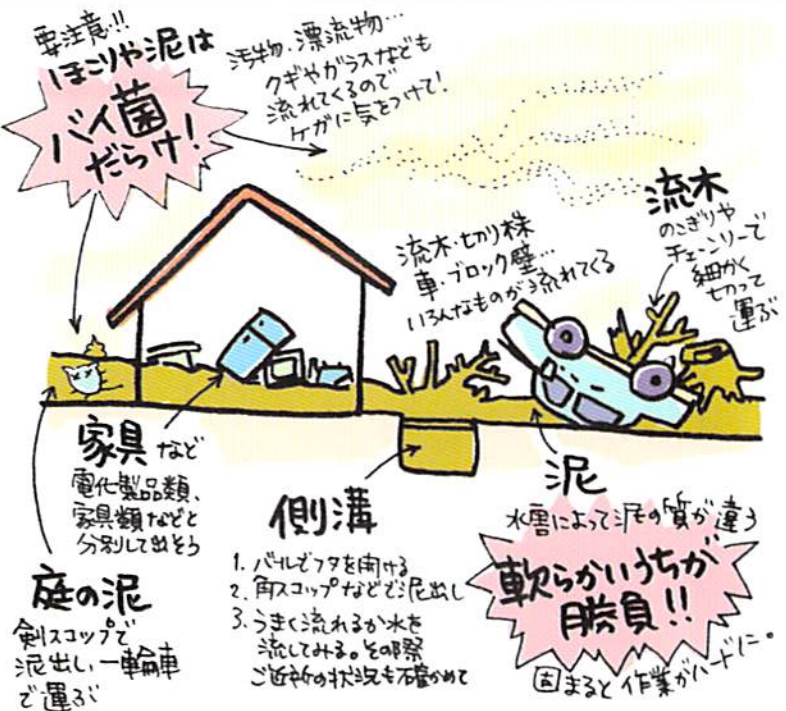 要注意!!
ほこりや泥は
バイ菌
だらけ!
汚物、漂流物…
クギやガラスなども
流れてくるので
ケガに気をつけて!
流木
のこぎりや
チェーンソーで
細かく
切って
運ぶ
流木・切り株
車・ブロック壁…
いろんなものが流れてくる
家具など
電化製品類、
家具類などと
分別して出そう
側溝
1. バールでフタを開ける
2. 角スコップなどで泥出し
3. うまく流れるか水を
流してみる。その際
ご近所の状況も確かめて
泥
水害によって泥の質が違う
軟らかいうちが
勝負!!
固まると作業がハードに。
庭の泥
剣スコップで
泥出し、一輪車
で運ぶ